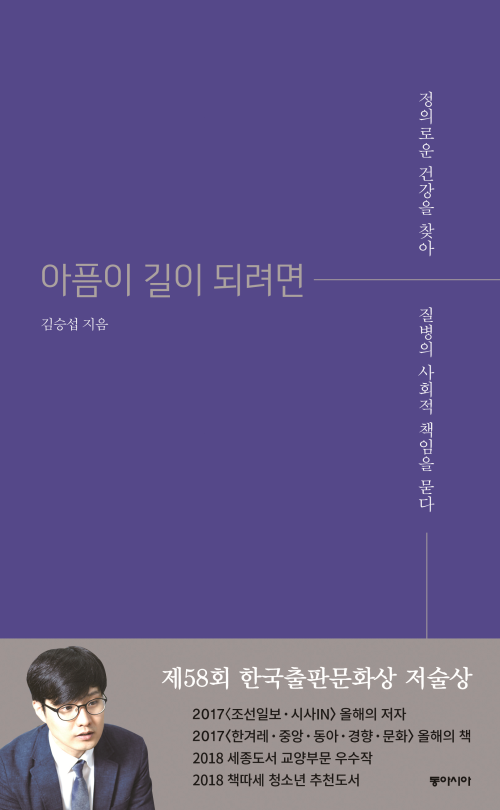 정의로운 건강을 찾아
질병의 사회적 책임을 묻다
아픔이 길이 되려면
김승섭 지음
제58회 한국출판문화상 저술상
2017〈조선일보·시사IN〉 올해의 저자
2017〈한겨레·중앙·동아·경향·문화〉 올해의 책
2018 세종도서 교양부문 우수작
2018 책따세 청소년 추천도서
동아시아